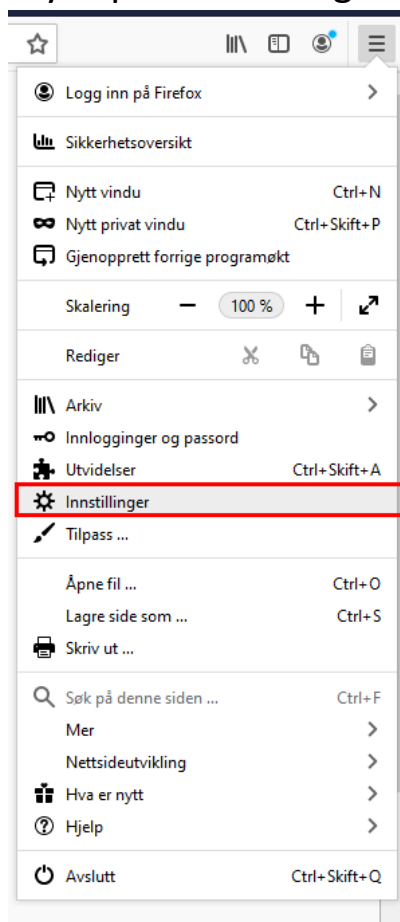 Logg inn på Firefox
Sikkerhetsoversikt
Nytt vindu Ctrl+N
Nytt privat vindu Ctrl+Skift+P
Gjenopprett forrige programøkt
Skalering − 100 % +
Rediger
Arkiv
Innlogginger og passord
Utvidelser Ctrl+Skift+A
Innstillinger
Tilpass ...
Åpne fil ... Ctrl+O
Lagre side som ... Ctrl+S
Skriv ut ...
Søk på denne siden ... Ctrl+F
Mer
Nettsideutvikling
Hva er nytt
Hjelp
Avslutt Ctrl+Skift+Q